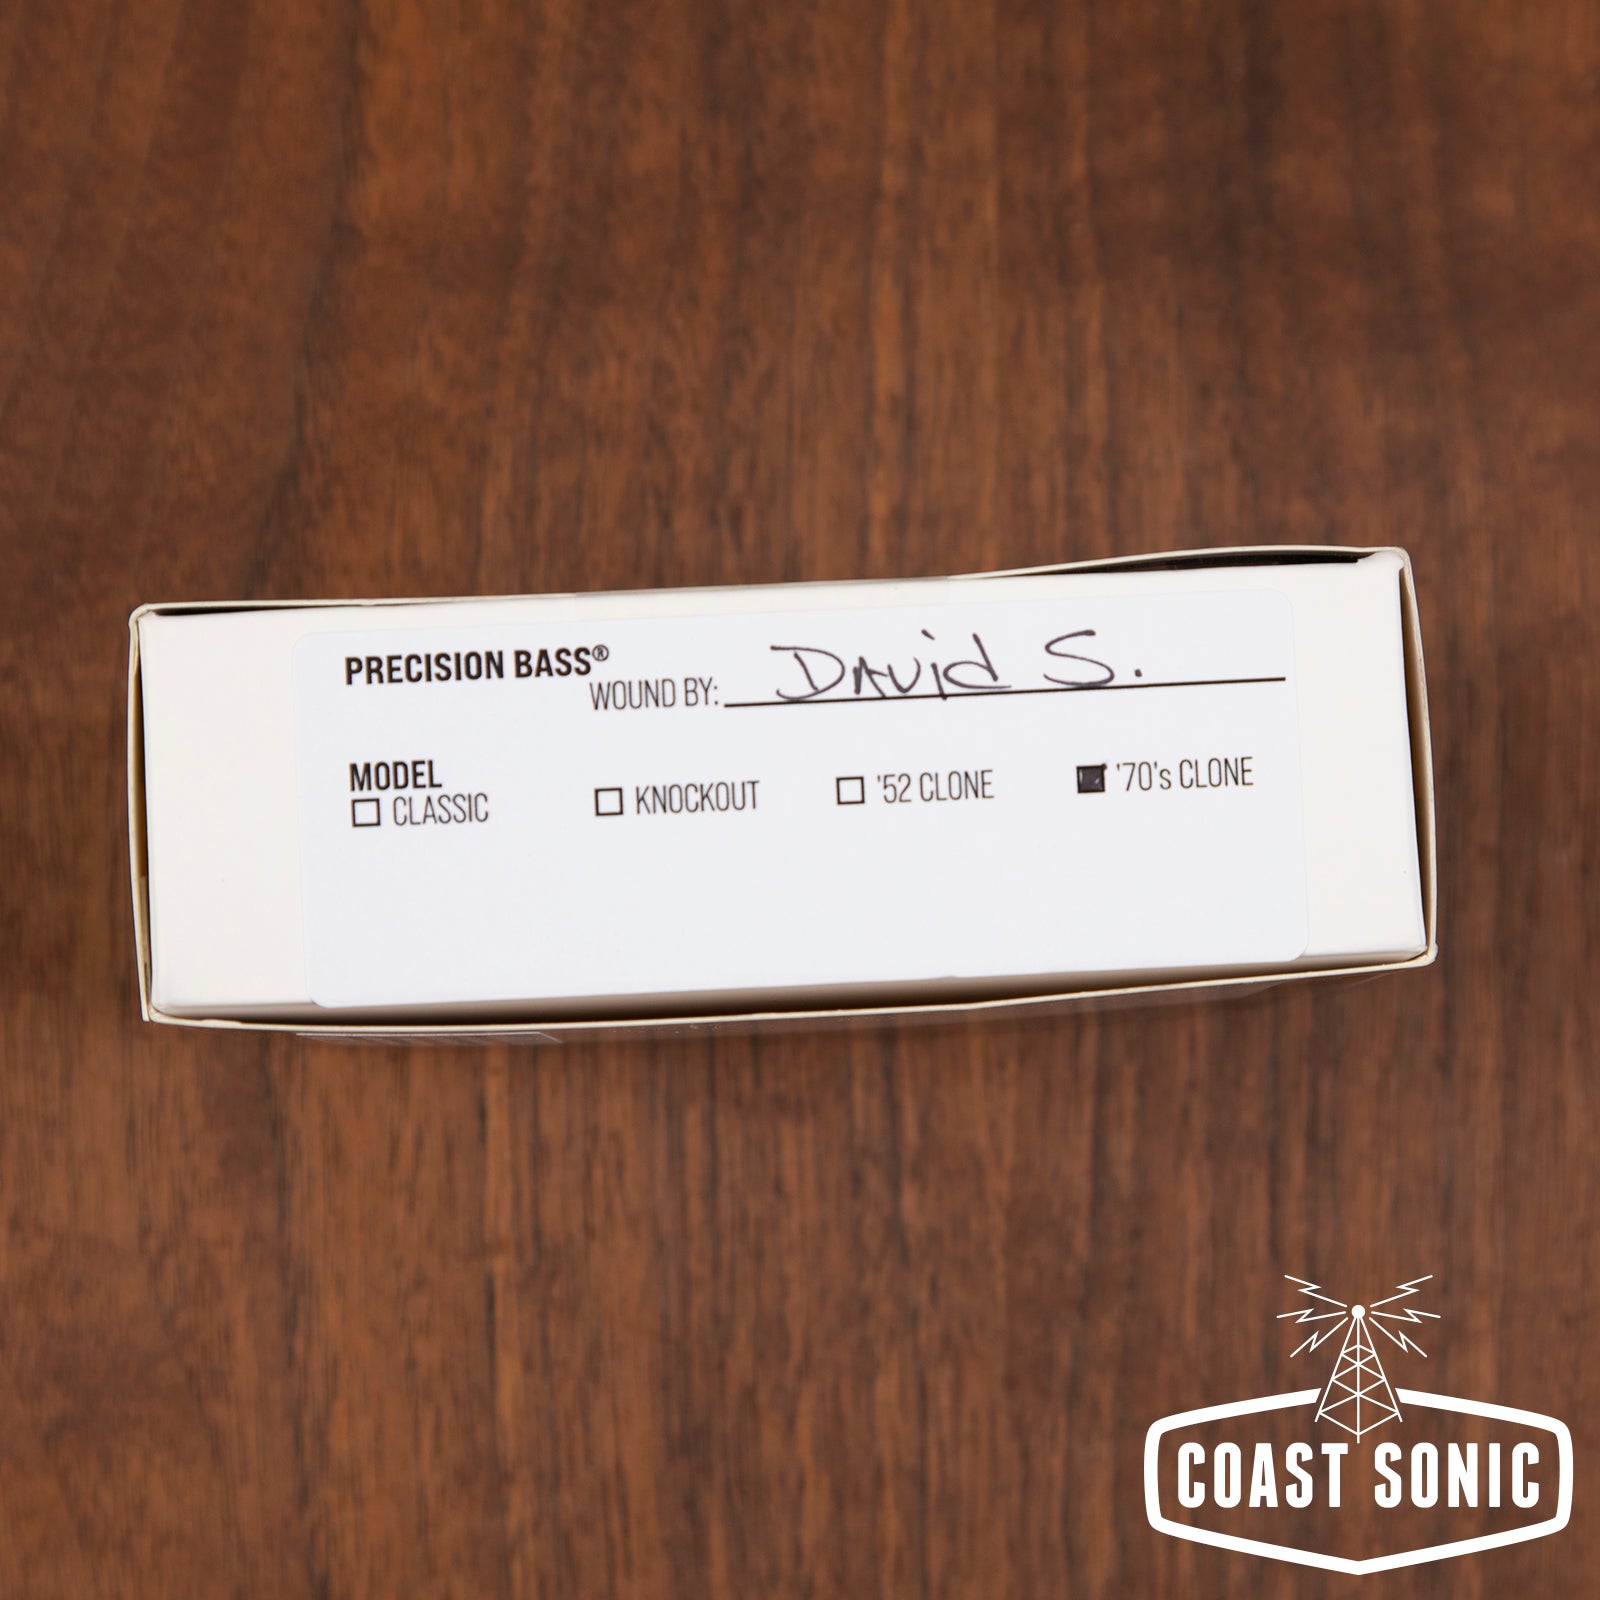 PRECISION BASS®
WOUND BY: David S.
MODEL
CLASSIC KNOCKOUT '52 CLONE '70's CLONE
COAST SONIC